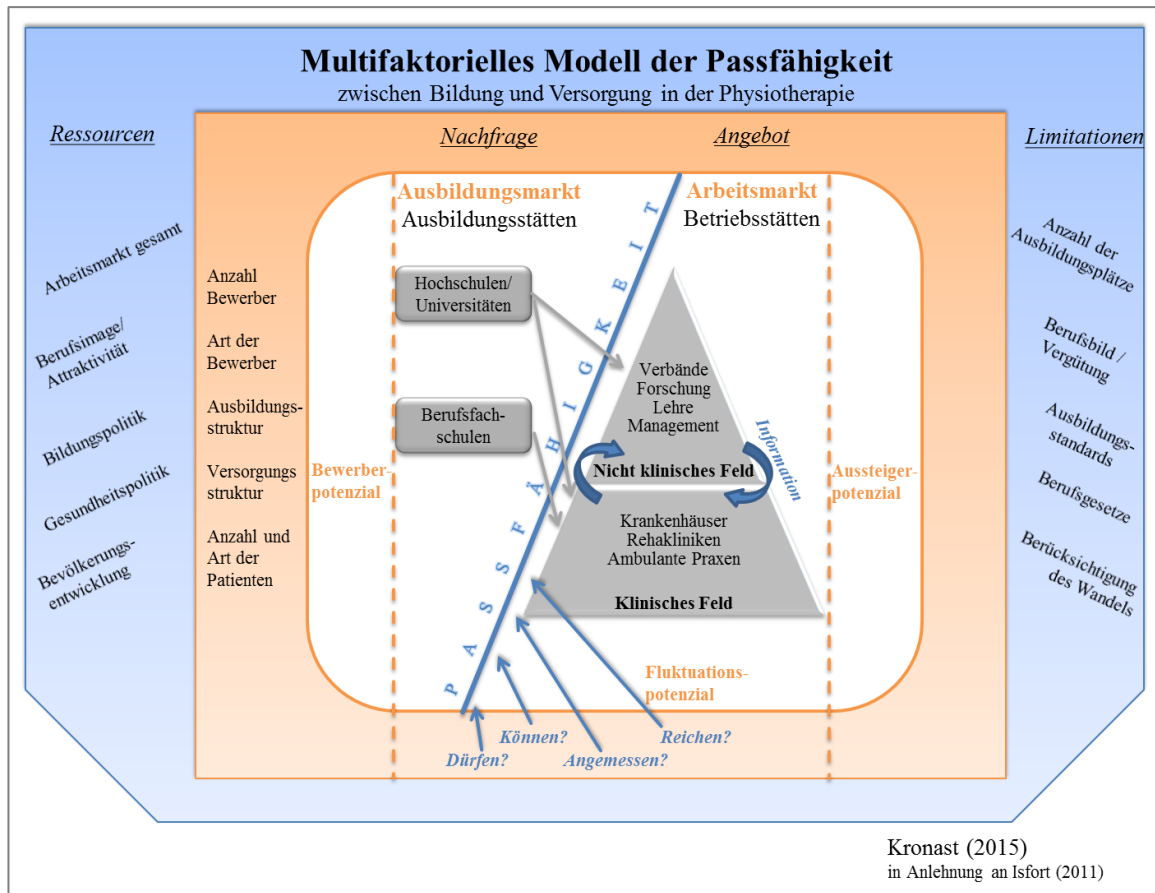 Multifaktorielles Modell der Passfähigkeit
zwischen Bildung und Versorgung in der Physiotherapie
Ressourcen
Arbeitsmarkt gesamt
Berufsimage/
Attraktivität
Bildungspolitik
Gesundheitspolitik
Bevölkerungs-
entwicklung
Nachfrage
Angebot
Anzahl
Bewerber
Art der
Bewerber
Ausbildungs-
struktur
Versorgungs
struktur
Anzahl und
Art der
Patienten
Bewerber-
potenzial
Ausbildungsmarkt
Ausbildungsstätten
Hochschulen/
Universitäten
Berufsfach-
schulen
PASSFÄHIGKEIT
Arbeitsmarkt
Betriebsstätten
Verbände
Forschung
Lehre
Management
Nicht klinisches Feld
Information
Krankenhäuser
Rehakliniken
Ambulante Praxen
Klinisches Feld
Fluktuations-
potenzial
Aussteiger-
potenzial
Können?
Reichen?
Dürfen?
Angemessen?
Limitationen
Anzahl der
Ausbildungsplätze
Berufsbild /
Vergütung
Ausbildungs-
standards
Berufsgesetze
Berücksichtigung
des Wandels
Kronast (2015)
in Anlehnung an Isfort (2011)